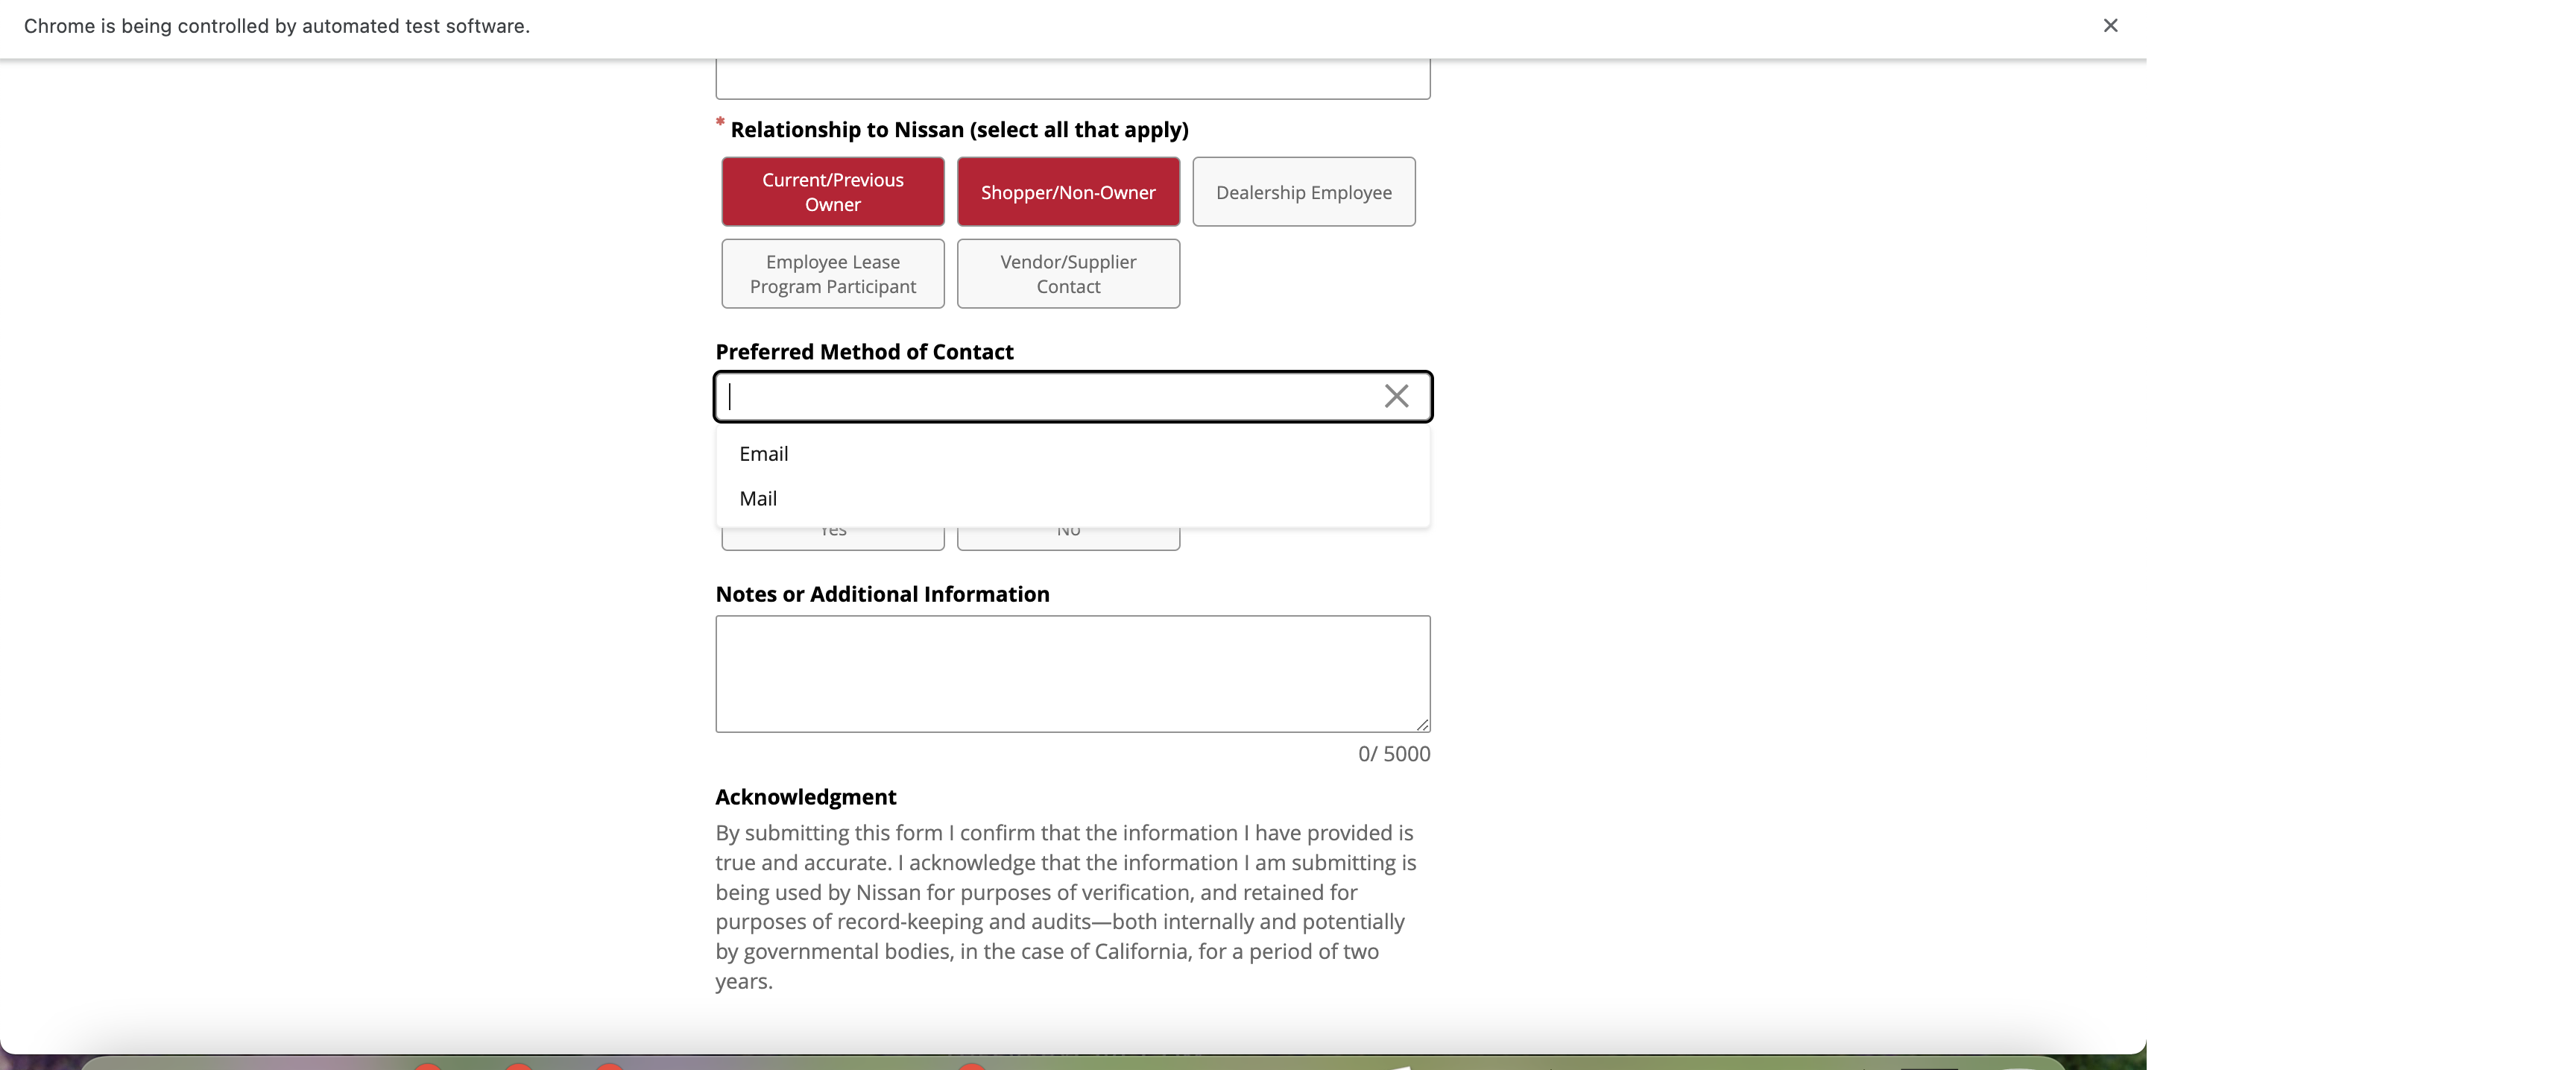 Chrome is being controlled by automated test software.
* Relationship to Nissan (select all that apply)
Current/Previous
Owner
Shopper/Non-Owner
Dealership Employee
Employee Lease
Program Participant
Vendor/Supplier
Contact
Preferred Method of Contact
Email
Mail
Yes
No
Notes or Additional Information
0/ 5000
Acknowledgment
By submitting this form I confirm that the information I have provided is
true and accurate. I acknowledge that the information I am submitting is
being used by Nissan for purposes of verification, and retained for
purposes of record-keeping and audits—both internally and potentially
by governmental bodies, in the case of California, for a period of two
years.